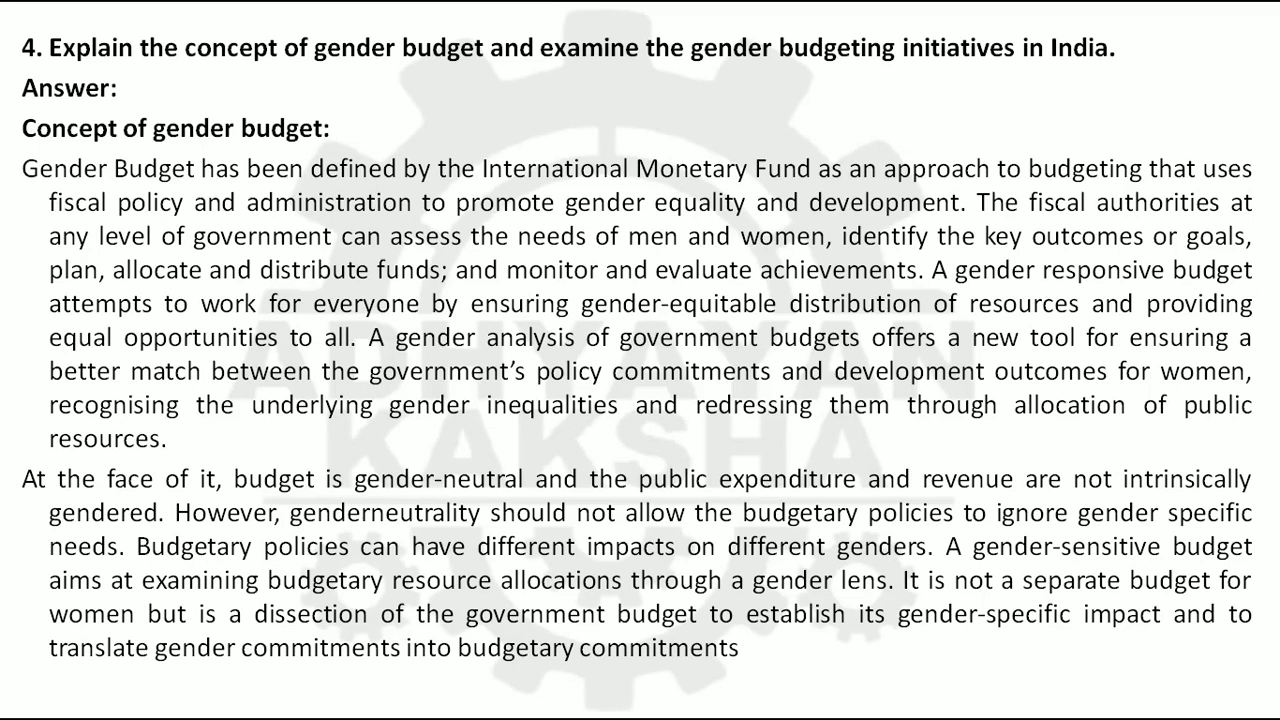 4. Explain the concept of gender budget and examine the gender budgeting initiatives in India.
Answer:
Concept of gender budget:
Gender Budget has been defined by the International Monetary Fund as an approach to budgeting that uses
fiscal policy and administration to promote gender equality and development. The fiscal authorities at
any level of government can assess the needs of men and women, identify the key outcomes or goals,
plan, allocate and distribute funds; and monitor and evaluate achievements. A gender responsive budget
attempts to work for everyone by ensuring gender-equitable distribution of resources and providing
equal opportunities to all. A gender analysis of government budgets offers a new tool for ensuring a
better match between the government’s policy commitments and development outcomes for women,
recognising the underlying gender inequalities and redressing them through allocation of public
resources.
At the face of it, budget is gender-neutral and the public expenditure and revenue are not intrinsically
gendered. However, genderneutrality should not allow the budgetary policies to ignore gender specific
needs. Budgetary policies can have different impacts on different genders. A gender-sensitive budget
aims at examining budgetary resource allocations through a gender lens. It is not a separate budget for
women but is a dissection of the government budget to establish its gender-specific impact and to
translate gender commitments into budgetary commitments
ADHYAYAN
KAKSHA